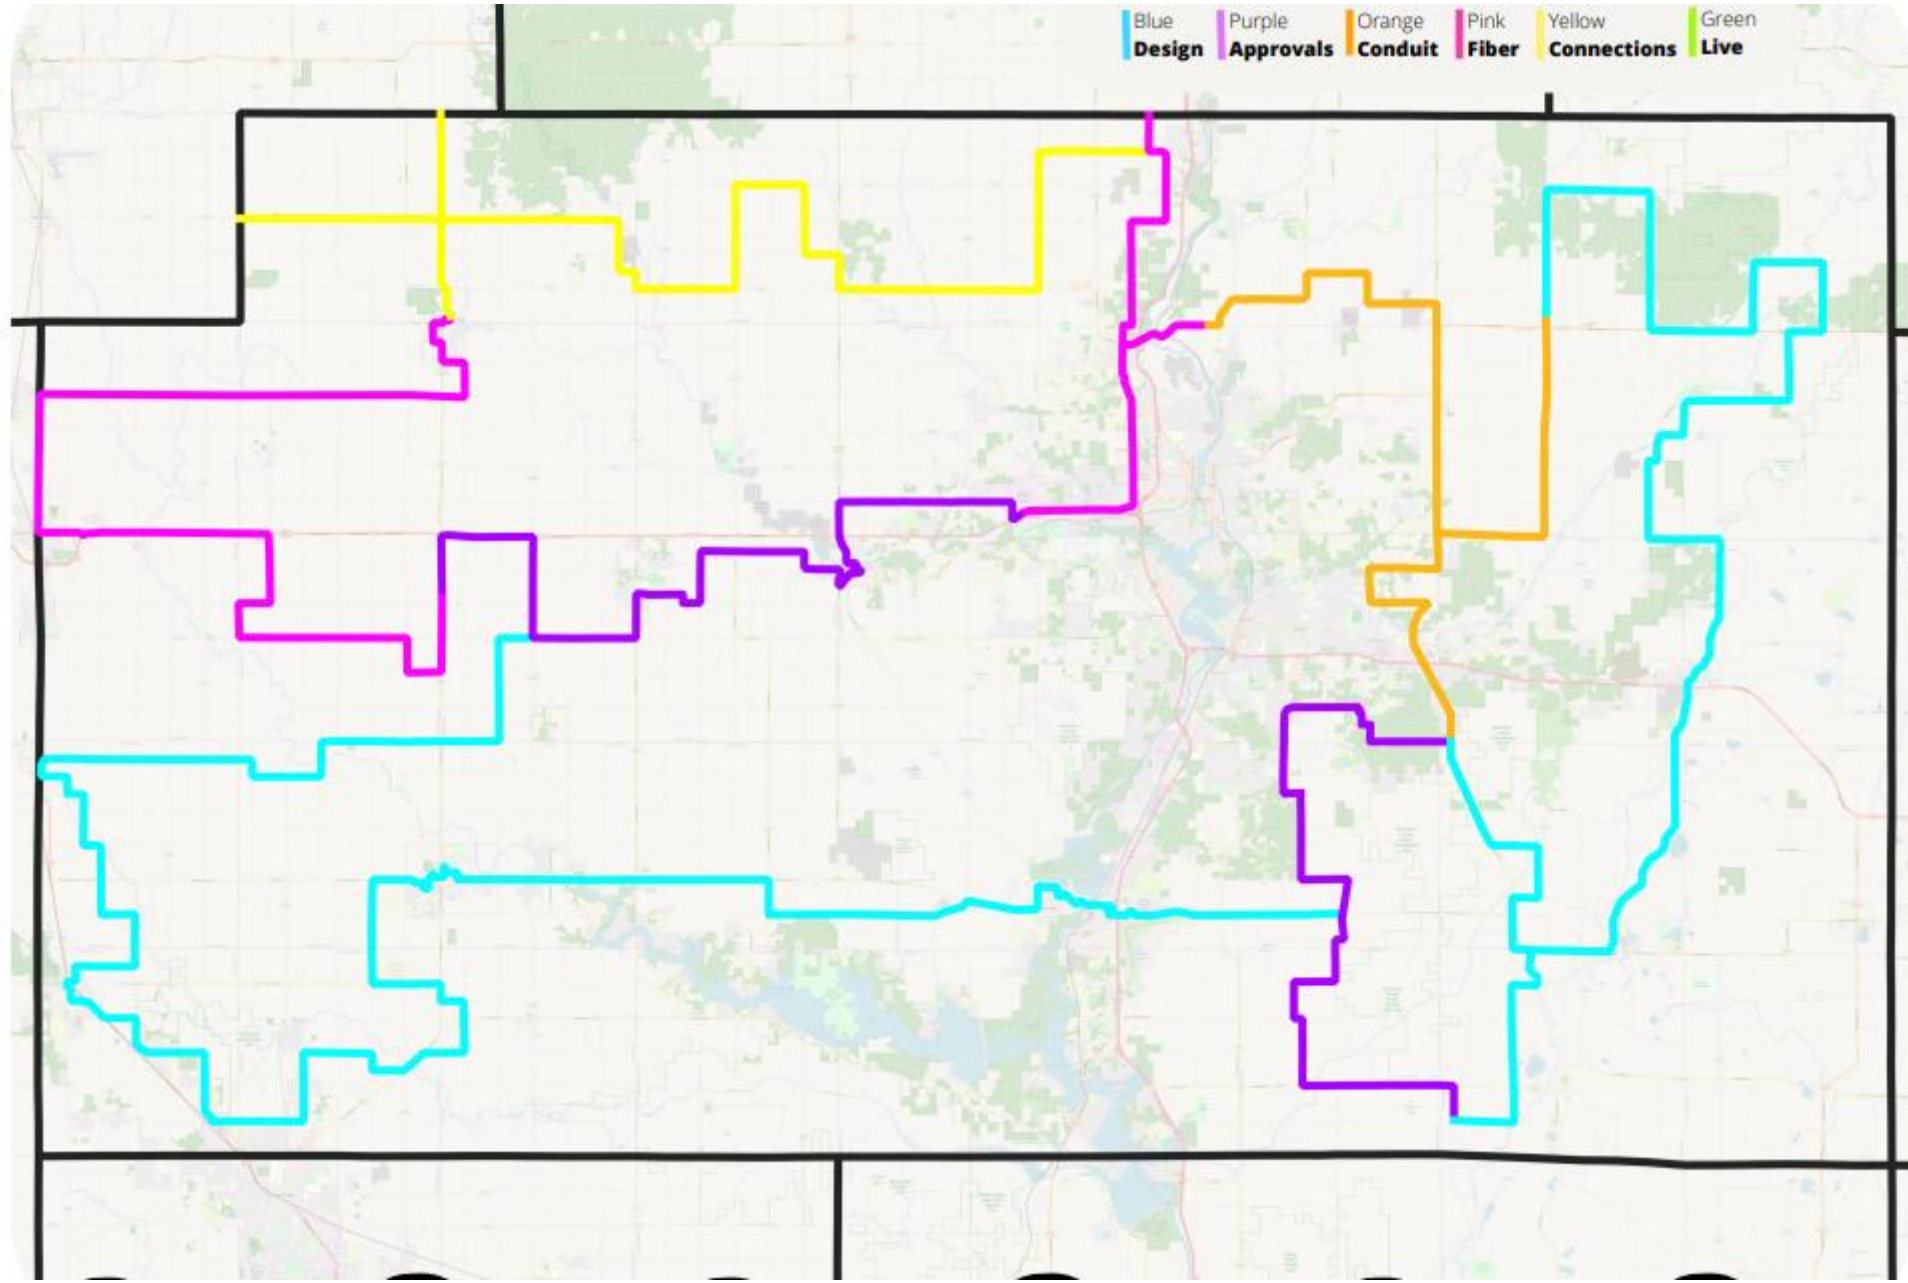 Blue Purple Orange Pink Yellow Green
Design Approvals Conduit Fiber Connections Live